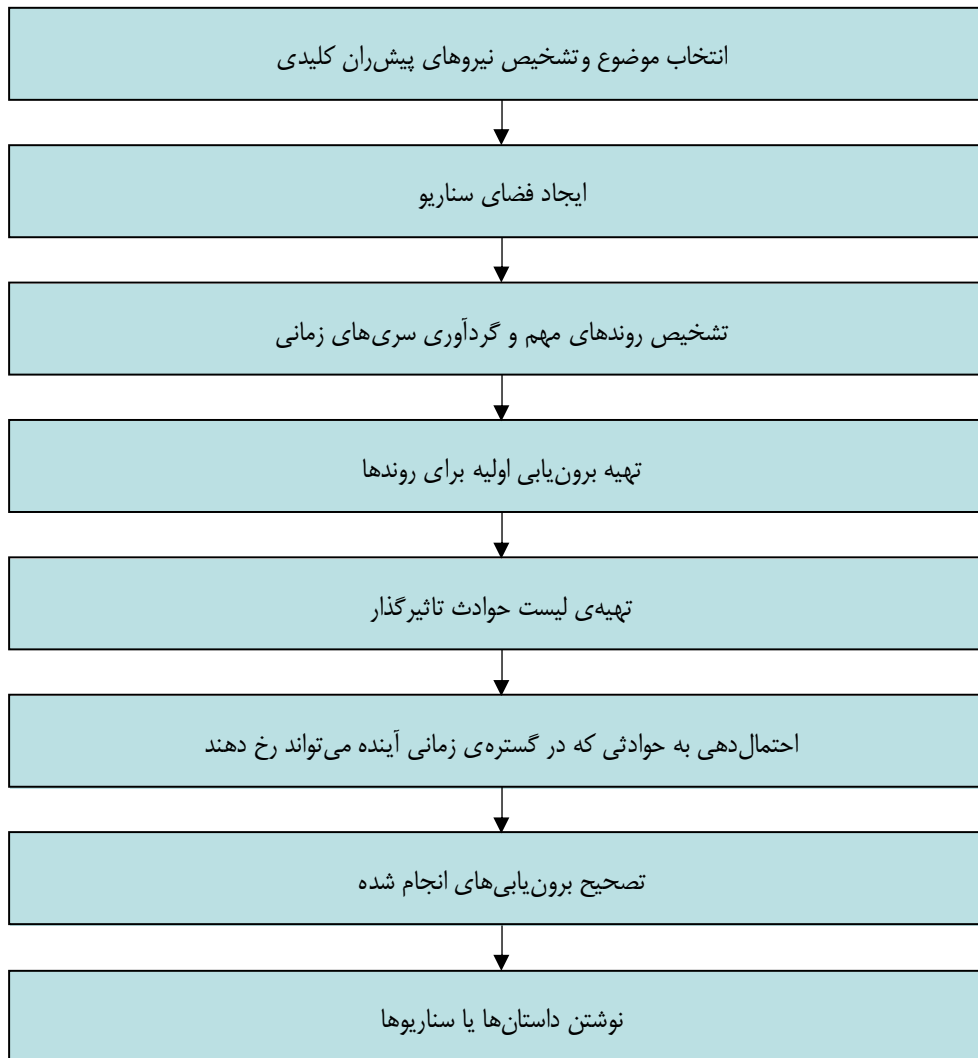 انتخاب موضوع وتشخیص نیروهای پیش‌ران کلیدی
ایجاد فضای سناریو
تشخیص روندهای مهم و گردآوری سری‌های زمانی
تهیه برون‌یابی اولیه برای روندها
تهیه‌ی لیست حوادث تاثیرگذار
احتمال‌دهی به حوادثی که در گستره‌ی زمانی آینده می‌تواند رخ دهند
تصحیح برون‌یابی‌های انجام شده
نوشتن داستان‌ها یا سناریوها